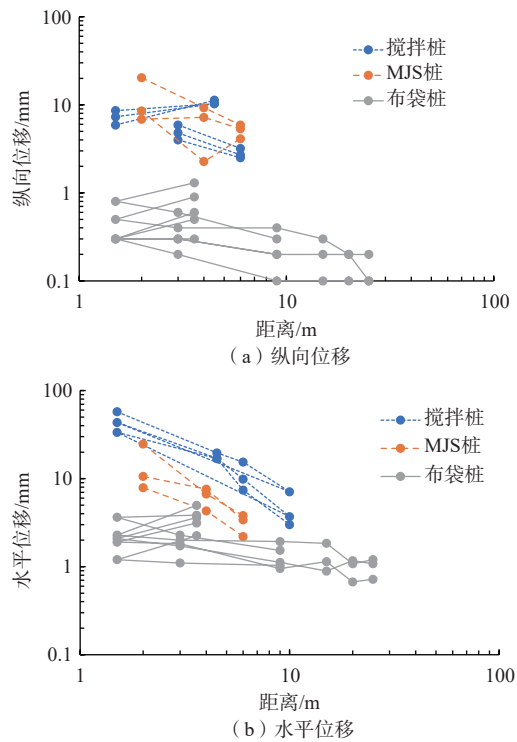 100
10
1
0.1
纵向位移/mm
搅拌桩
MJS桩
布袋桩
1
10
100
距离/m
（a）纵向位移
100
10
1
0.1
水平位移/mm
搅拌桩
MJS桩
布袋桩
1
10
100
距离/m
（b）水平位移